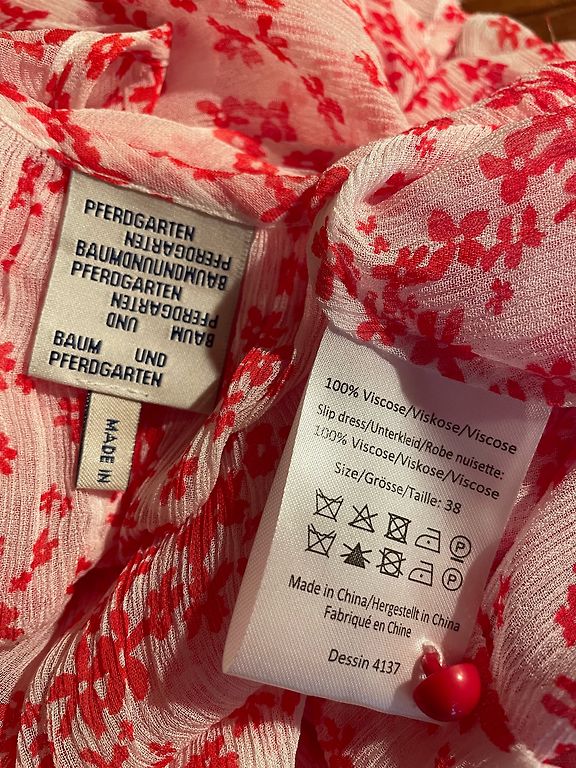 PFERDGARTEN
PFERDGARTEN
BAUMUNDUNDMUAB
PFERDGARTEN
PFERDGARTEN
BAUM UND
BAUM UND
PFERDGARTEN
MADE IN
100% Viscose/Viskose/Viscose
Slip dress/Unterkleid/Robe nuisette:
100% Viscose/Viskose/Viscose
Size/Grösse/Taille: 38
P
P
Made in China/Hergestellt in China
Fabriqué en Chine
Dessin 4137